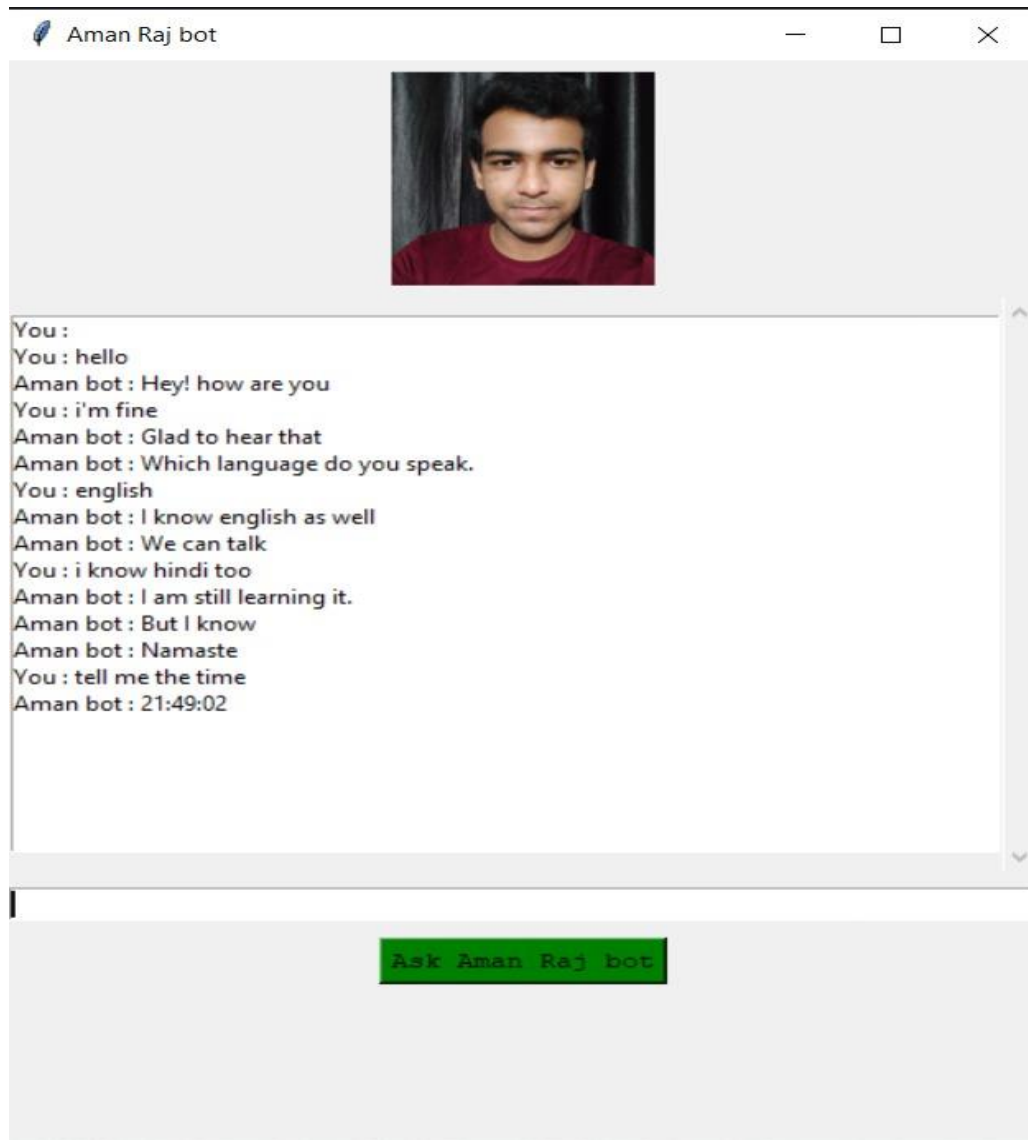 Aman Raj bot
You :
You : hello
Aman bot : Hey! how are you
You : i'm fine
Aman bot : Glad to hear that
Aman bot : Which language do you speak.
You : english
Aman bot : I know english as well
Aman bot : We can talk
You : i know hindi too
Aman bot : I am still learning it.
Aman bot : But I know
Aman bot : Namaste
You : tell me the time
Aman bot : 21:49:02
Ask Aman Raj bot